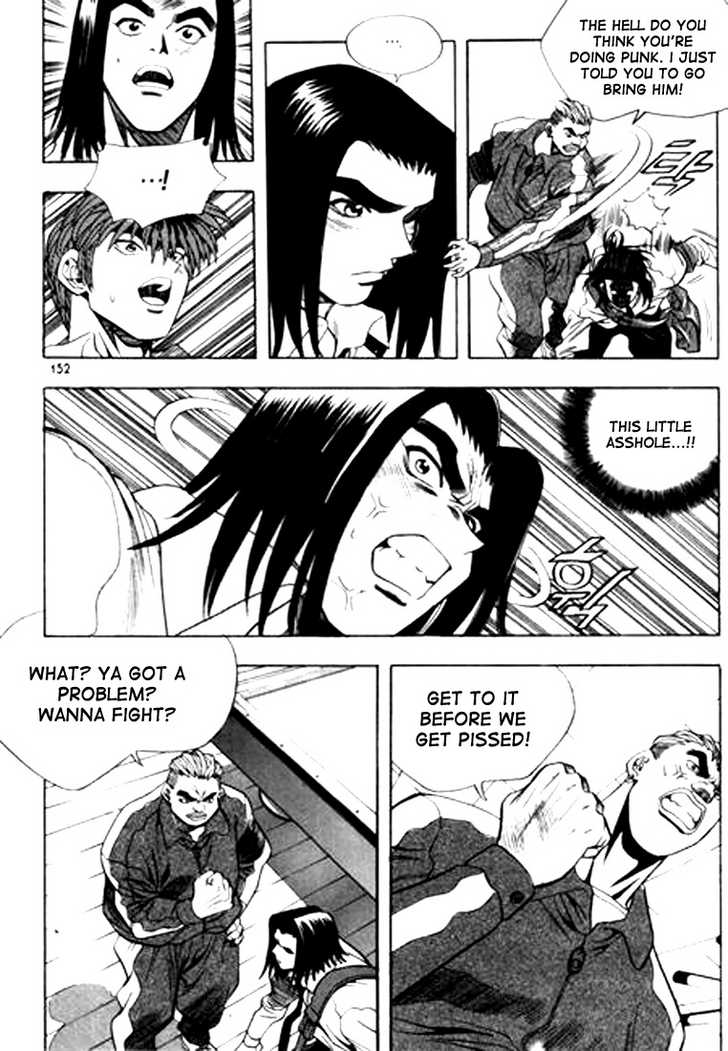 ...!
...
THE HELL DO YOU
THINK YOU'RE
DOING PUNK. I JUST
TOLD YOU TO GO
BRING HIM!
탁
152
THIS LITTLE
ASSHOLE...!!
WHAT? YA GOT A
PROBLEM?
WANNA FIGHT?
GET TO IT
BEFORE WE
GET PISSED!